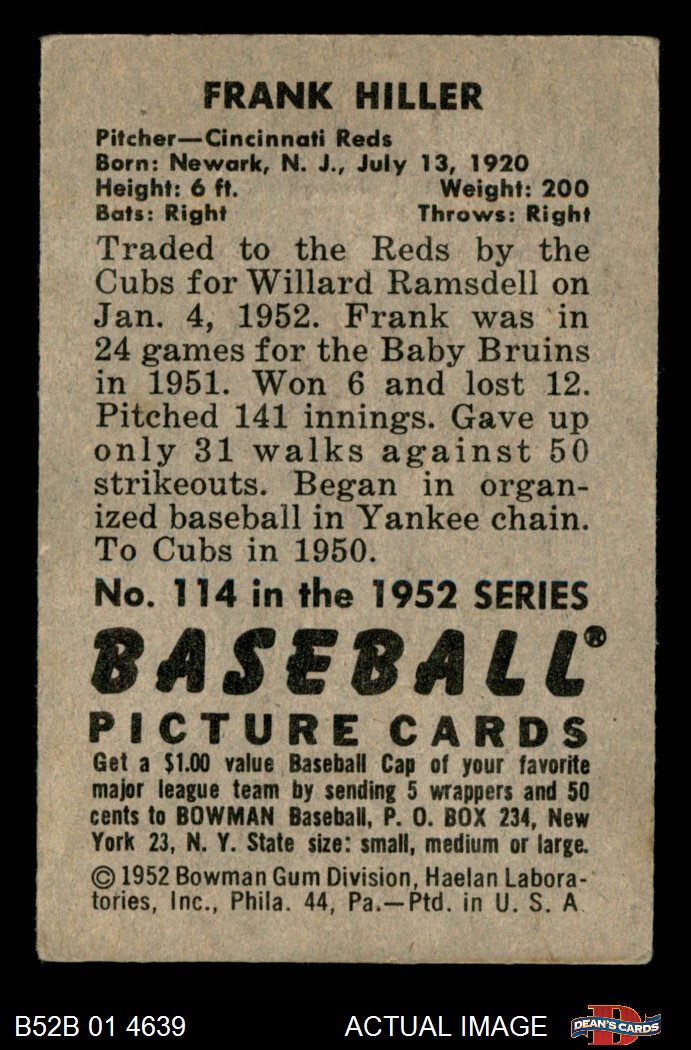 FRANK HILLER
Pitcher—Cincinnati Reds
Born: Newark, N. J., July 13, 1920
Height: 6 ft. Weight: 200
Bats: Right Throws: Right
Traded to the Reds by the
Cubs for Willard Ramsdell on
Jan. 4, 1952. Frank was in
24 games for the Baby Bruins
in 1951. Won 6 and lost 12.
Pitched 141 innings. Gave up
only 31 walks against 50
strikeouts. Began in organ-
ized baseball in Yankee chain.
To Cubs in 1950.
No. 114 in the 1952 SERIES
BASEBALL®
PICTURE CARDS
Get a $1.00 value Baseball Cap of your favorite
major league team by sending 5 wrappers and 50
cents to BOWMAN Baseball, P. O. BOX 234, New
York 23, N. Y. State size: small, medium or large.
© 1952 Bowman Gum Division, Haelan Labora-
tories, Inc., Phila. 44, Pa.—Ptd. in U. S. A
B52B 01 4639 ACTUAL IMAGE D DEAN'S CARDS